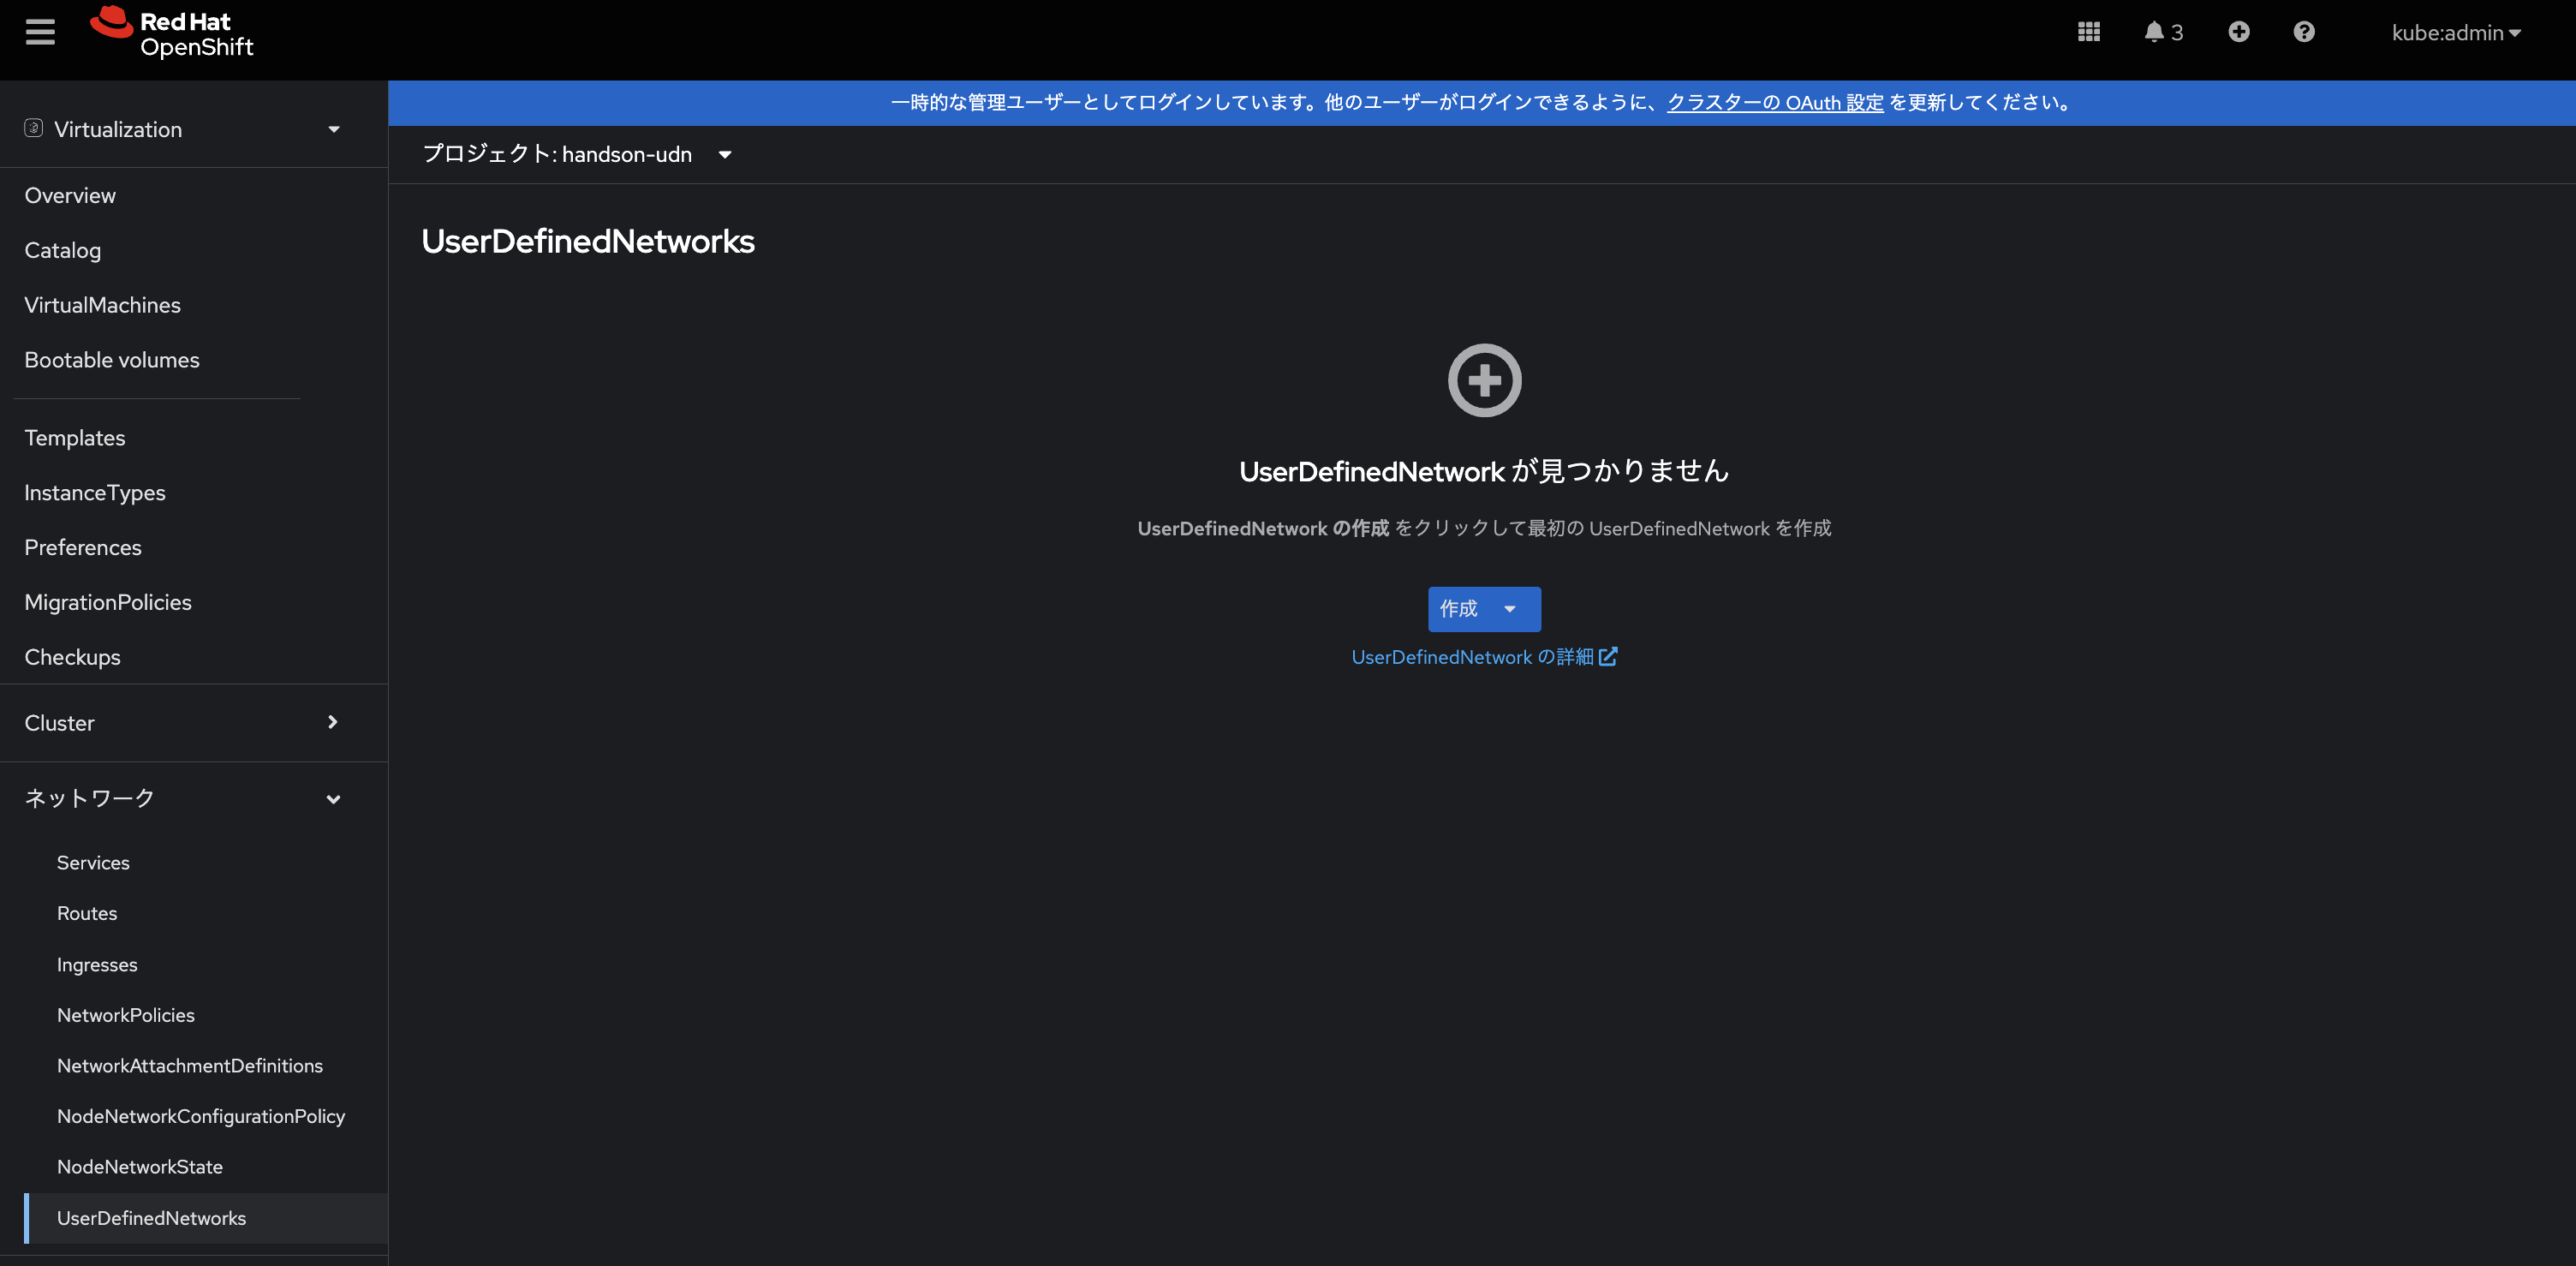 Red Hat
OpenShift
3
kube:admin
Virtualization
一時的な管理ユーザーとしてログインしています。他のユーザーがログインできるように、クラスターの OAuth 設定 を更新してください。
プロジェクト: handson-udn
Overview
Catalog
VirtualMachines
Bootable volumes
Templates
InstanceTypes
Preferences
MigrationPolicies
Checkups
Cluster
ネットワーク
Services
Routes
Ingresses
NetworkPolicies
NetworkAttachmentDefinitions
NodeNetworkConfigurationPolicy
NodeNetworkState
UserDefinedNetworks
UserDefinedNetworks
UserDefinedNetwork が見つかりません
UserDefinedNetwork の作成 をクリックして最初の UserDefinedNetwork を作成
作成
UserDefinedNetwork の詳細